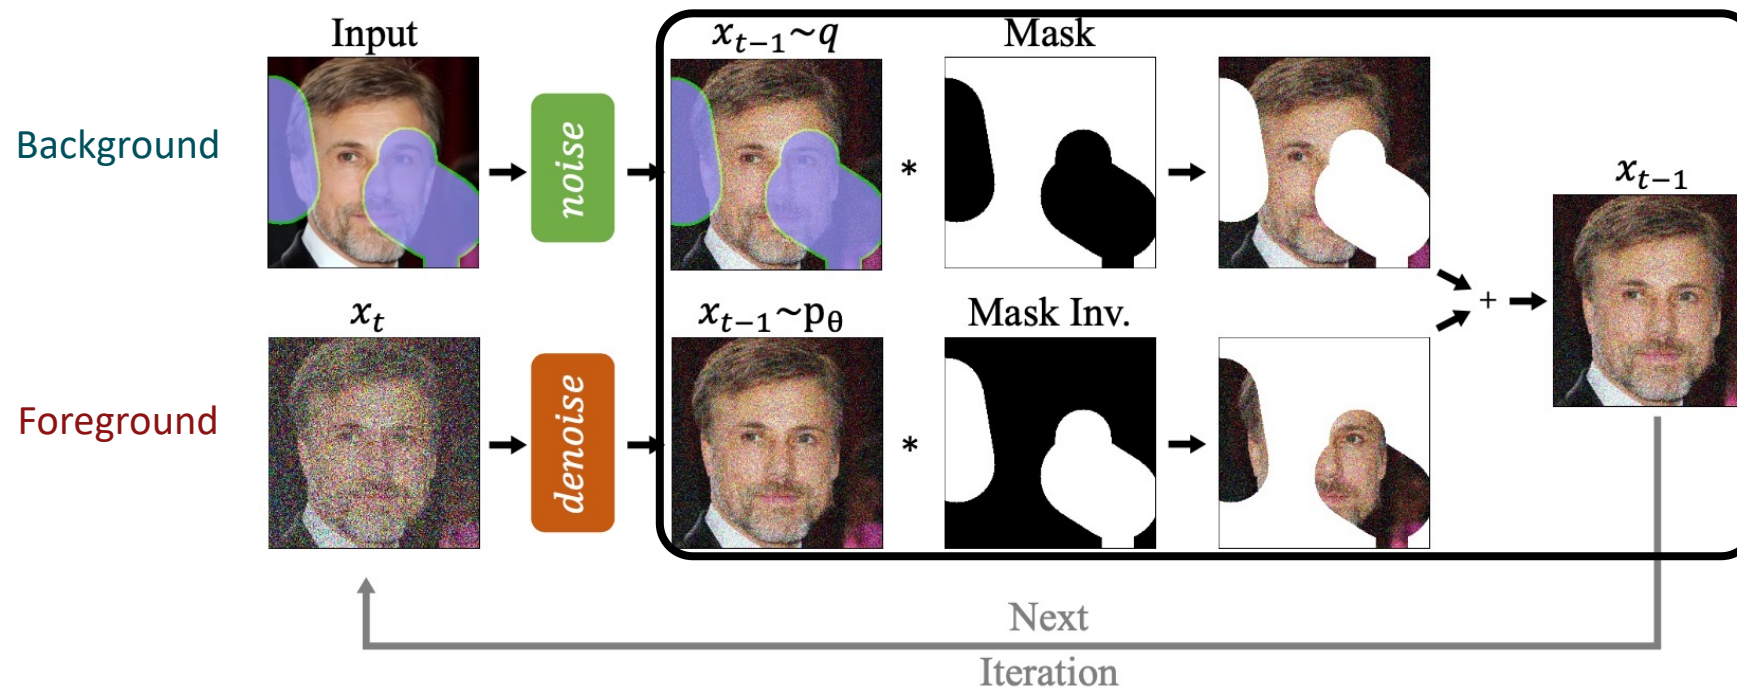 Input
x_{t−1}~q
Mask
Background
noise
*
x_{t−1}
x_t
x_{t−1}~p_θ
Mask Inv.
+
Foreground
denoise
*
Next
Iteration